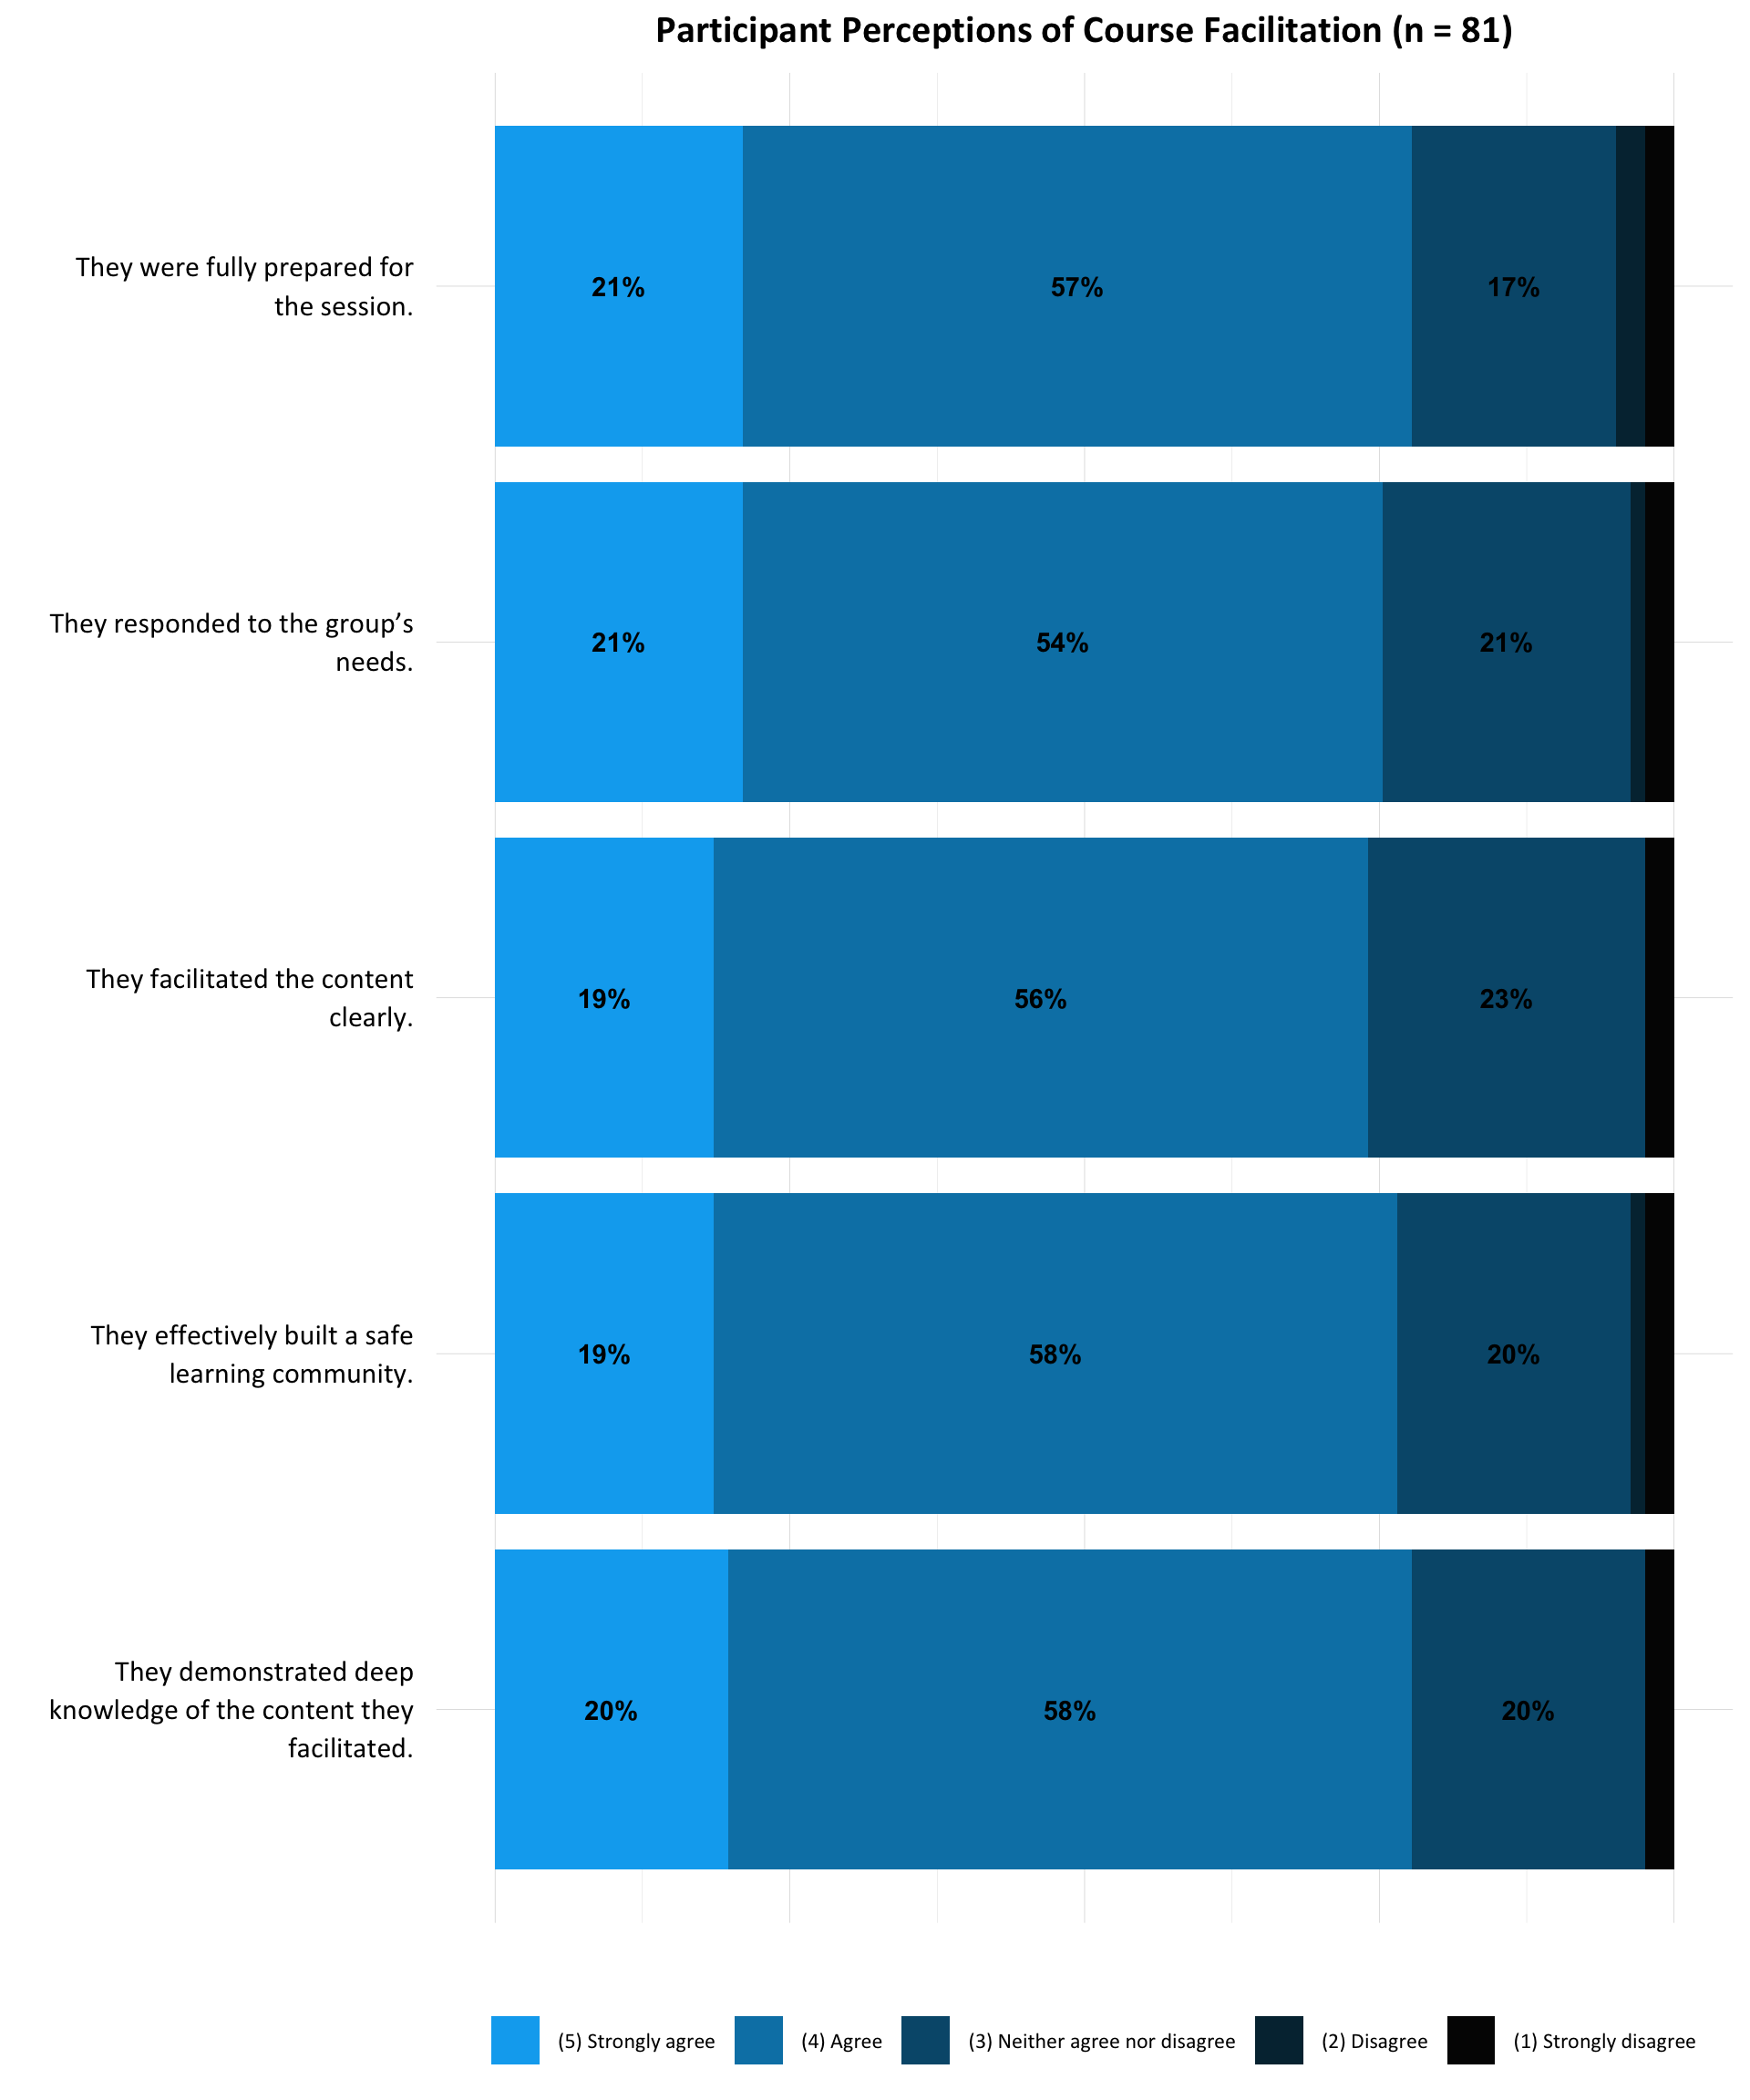 Participant Perceptions of Course Facilitation (n = 81)
They were fully prepared for
the session.
21% 57% 17%
They responded to the group’s
needs.
21% 54% 21%
They facilitated the content
clearly.
19% 56% 23%
They effectively built a safe
learning community.
19% 58% 20%
They demonstrated deep
knowledge of the content they
facilitated.
20% 58% 20%
(5) Strongly agree (4) Agree (3) Neither agree nor disagree (2) Disagree (1) Strongly disagree